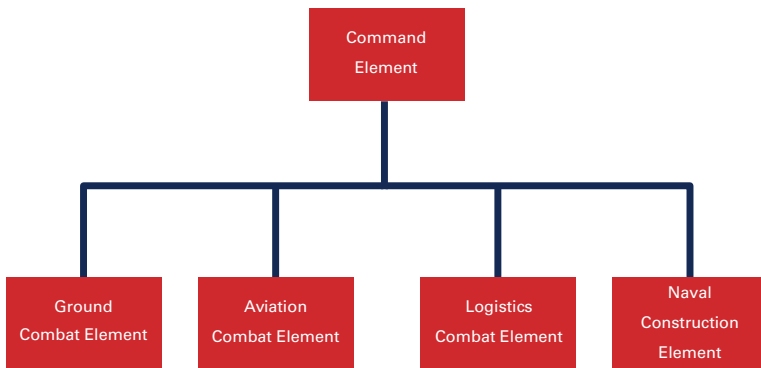 Command
Element
Ground
Combat Element
Aviation
Combat Element
Logistics
Combat Element
Naval
Construction
Element